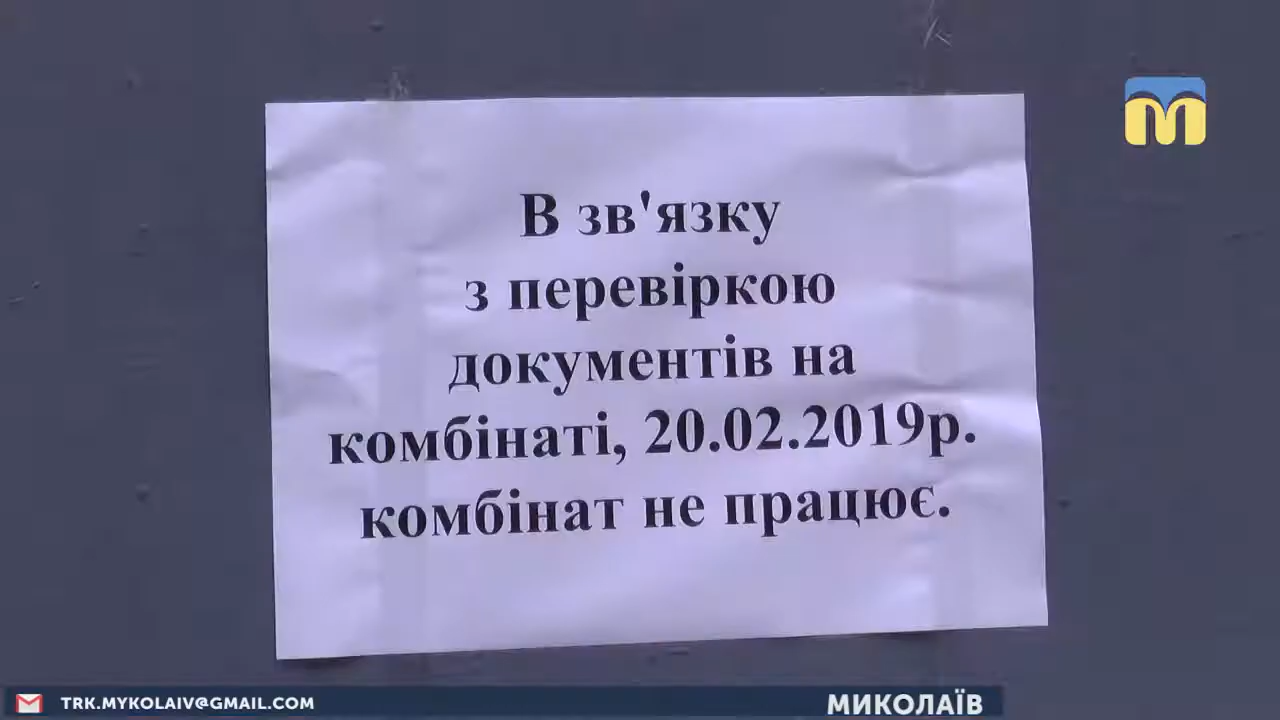 В зв'язку
з перевіркою
документів на
комбінаті, 20.02.2019р.
комбінат не працює.
TRK.MYKOLAIV@GMAIL.COM
МИКОЛАЇВ